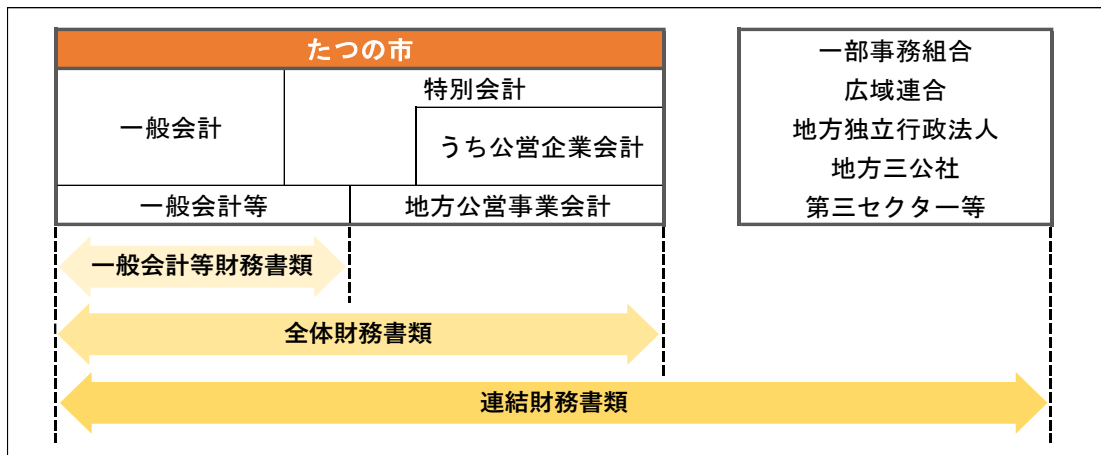 たつの市
一般会計
特別会計
うち公営企業会計
一般会計等
地方公営事業会計
一部事務組合
広域連合
地方独立行政法人
地方三公社
第三セクター等
一般会計等財務書類
全体財務書類
連結財務書類